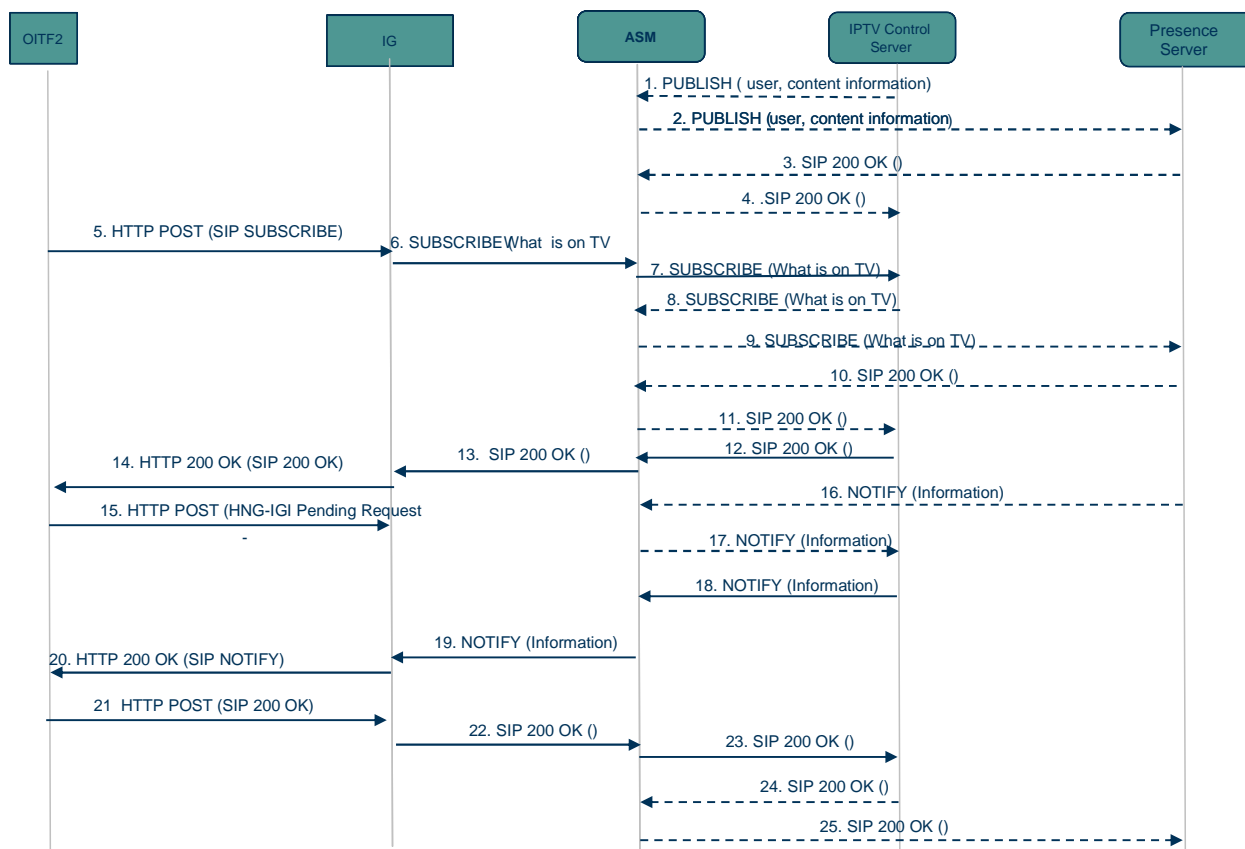 OITF2
IG
ASM
IPTV Control
Server
Presence
Server
1. PUBLISH ( user, content information)
2. PUBLISH (user, content information)
3. SIP 200 OK ()
4. .SIP 200 OK ()
5. HTTP POST (SIP SUBSCRIBE)
6. SUBSCRIBE(What is on TV
7. SUBSCRIBE (What is on TV)
8. SUBSCRIBE (What is on TV)
9. SUBSCRIBE (What is on TV)
10. SIP 200 OK ()
11. SIP 200 OK ()
12. SIP 200 OK ()
13. SIP 200 OK ()
14. HTTP 200 OK (SIP 200 OK)
15. HTTP POST (HNG-IGI Pending Request
-
16. NOTIFY (Information)
17. NOTIFY (Information)
18. NOTIFY (Information)
19. NOTIFY (Information)
20. HTTP 200 OK (SIP NOTIFY)
21 HTTP POST (SIP 200 OK)
22. SIP 200 OK ()
23. SIP 200 OK ()
24. SIP 200 OK ()
25. SIP 200 OK ()